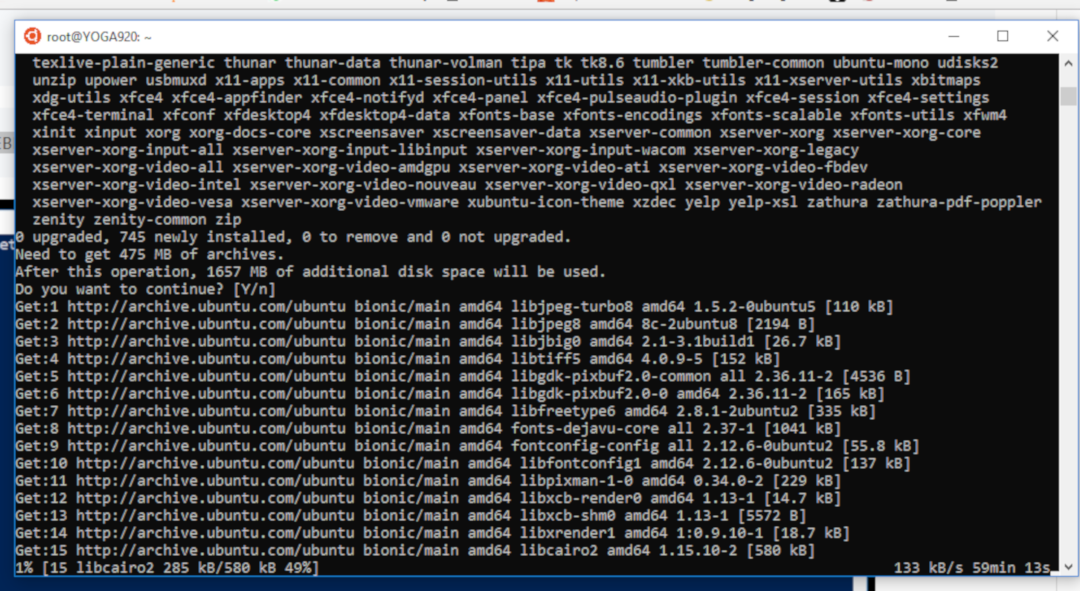 root@YOGA920: ~
texlive-plain-generic thunar thunar-data thunar-volman tipa tk tk8.6 tumbler tumbler-common ubuntu-mono udisks2
unzip upower usbmuxd x11-apps x11-common x11-session-utils x11-utils x11-xkb-utils x11-xserver-utils xbitmaps
xdg-utils xfce4 xfce4-appfinder xfce4-notifyd xfce4-panel xfce4-pulseaudio-plugin xfce4-session xfce4-settings
xfce4-terminal xfconf xfdesktop4 xfdesktop4-data xfonts-base xfonts-encodings xfonts-scalable xfonts-utils xfwm4
xinit xinput xorg xorg-docs-core xscreensaver xscreensaver-data xserver-common xserver-xorg xserver-xorg-core
xserver-xorg-input-all xserver-xorg-input-libinput xserver-xorg-input-wacom xserver-xorg-legacy
xserver-xorg-video-all xserver-xorg-video-amdgpu xserver-xorg-video-ati xserver-xorg-video-fbdev
xserver-xorg-video-intel xserver-xorg-video-nouveau xserver-xorg-video-qxl xserver-xorg-video-radeon
xserver-xorg-video-vesa xserver-xorg-video-vmware xubuntu-icon-theme xzdec yelp yelp-xsl zathura zathura-pdf-poppler
zenity zenity-common zip
0 upgraded, 745 newly installed, 0 to remove and 0 not upgraded.
Need to get 475 MB of archives.
After this operation, 1657 MB of additional disk space will be used.
Do you want to continue? [Y/n]
Get:1 http://archive.ubuntu.com/ubuntu bionic/main amd64 libjpeg-turbo8 amd64 1.5.2-0ubuntu5 [110 kB]
Get:2 http://archive.ubuntu.com/ubuntu bionic/main amd64 libjpeg8 amd64 8c-2ubuntu8 [2194 B]
Get:3 http://archive.ubuntu.com/ubuntu bionic/main amd64 libjbig0 amd64 2.1-3.1build1 [26.7 kB]
Get:4 http://archive.ubuntu.com/ubuntu bionic/main amd64 libtiff5 amd64 4.0.9-5 [152 kB]
Get:5 http://archive.ubuntu.com/ubuntu bionic/main amd64 libgdk-pixbuf2.0-common all 2.36.11-2 [4536 B]
Get:6 http://archive.ubuntu.com/ubuntu bionic/main amd64 libgdk-pixbuf2.0-0 amd64 2.36.11-2 [165 kB]
Get:7 http://archive.ubuntu.com/ubuntu bionic/main amd64 libfreetype6 amd64 2.8.1-2ubuntu2 [335 kB]
Get:8 http://archive.ubuntu.com/ubuntu bionic/main amd64 fonts-dejavu-core all 2.37-1 [1041 kB]
Get:9 http://archive.ubuntu.com/ubuntu bionic/main amd64 fontconfig-config all 2.12.6-0ubuntu2 [55.8 kB]
Get:10 http://archive.ubuntu.com/ubuntu bionic/main amd64 libfontconfig1 amd64 2.12.6-0ubuntu2 [137 kB]
Get:11 http://archive.ubuntu.com/ubuntu bionic/main amd64 libpixman-1-0 amd64 0.34.0-2 [229 kB]
Get:12 http://archive.ubuntu.com/ubuntu bionic/main amd64 libxcb-render0 amd64 1.13-1 [14.7 kB]
Get:13 http://archive.ubuntu.com/ubuntu bionic/main amd64 libxcb-shm0 amd64 1.13-1 [5572 B]
Get:14 http://archive.ubuntu.com/ubuntu bionic/main amd64 libxrender1 amd64 1:0.9.10-1 [18.7 kB]
Get:15 http://archive.ubuntu.com/ubuntu bionic/main amd64 libcairo2 amd64 1.15.10-2 [580 kB]
1% [15 libcairo2 285 kB/580 kB 49%] 133 kB/s 59min 13s